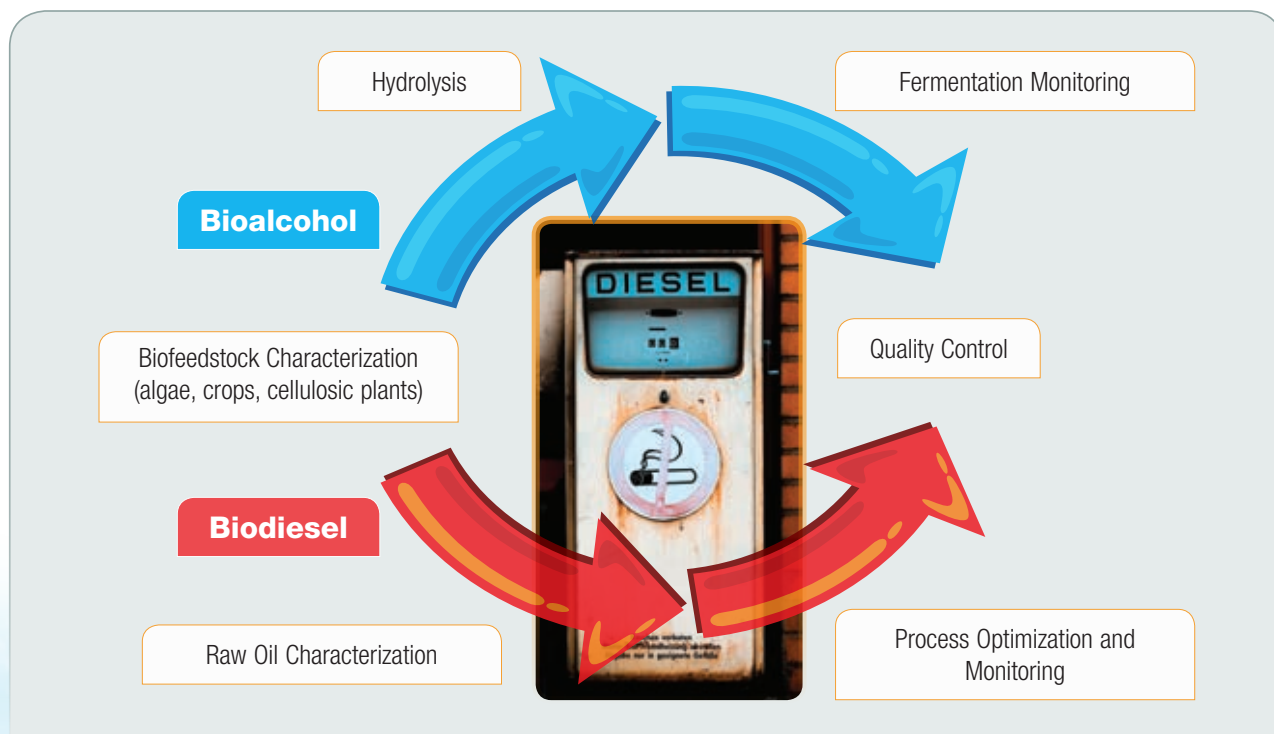 Hydrolysis
Fermentation Monitoring
Bioalcohol
DIESEL
Biofeedstock Characterization
(algae, crops, cellulosic plants)
Quality Control
Biodiesel
Raw Oil Characterization
Process Optimization and
Monitoring